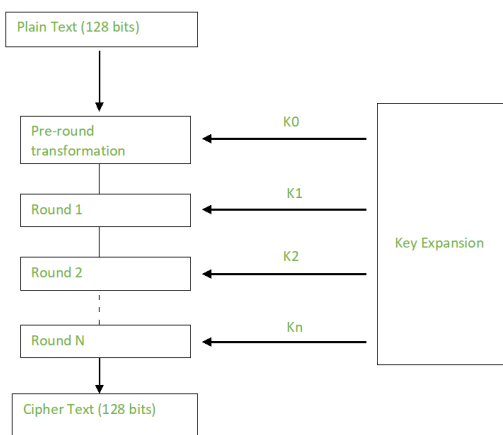 Plain Text (128 bits)
Pre-round
transformation
K0
Round 1
K1
Round 2
K2
Key Expansion
Round N
Kn
Cipher Text (128 bits)